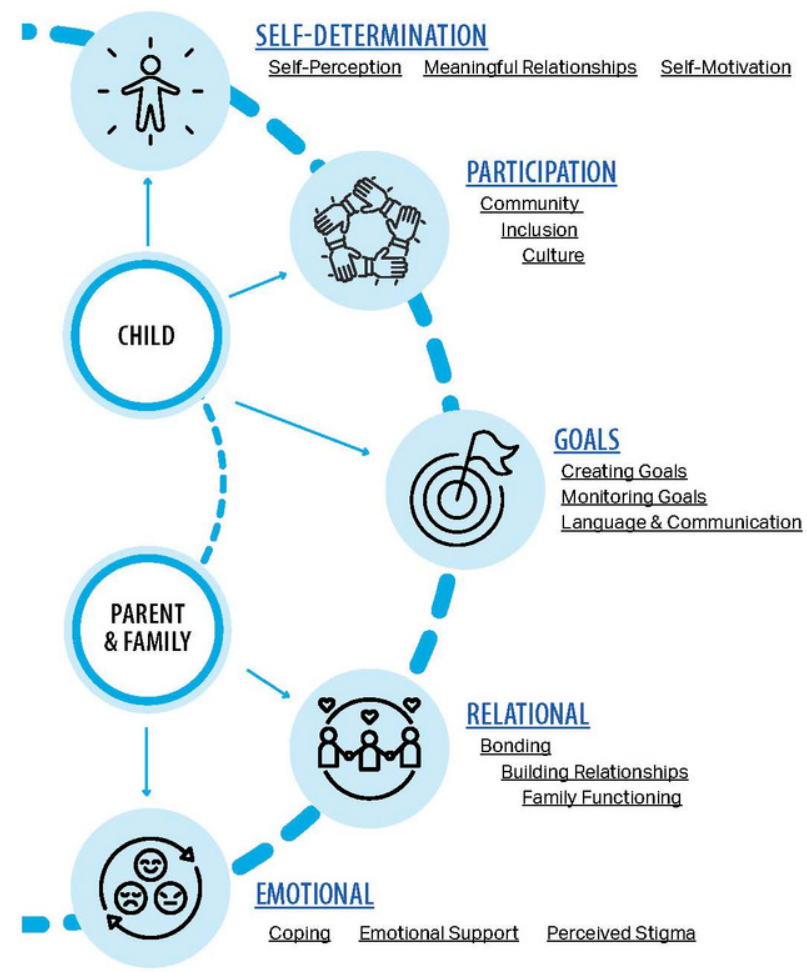 SELF-DETERMINATION
Self-Perception Meaningful Relationships Self-Motivation
PARTICIPATION
Community
Inclusion
Culture
CHILD
GOALS
Creating Goals
Monitoring Goals
Language & Communication
PARENT
& FAMILY
RELATIONAL
Bonding
Building Relationships
Family Functioning
EMOTIONAL
Coping Emotional Support Perceived Stigma